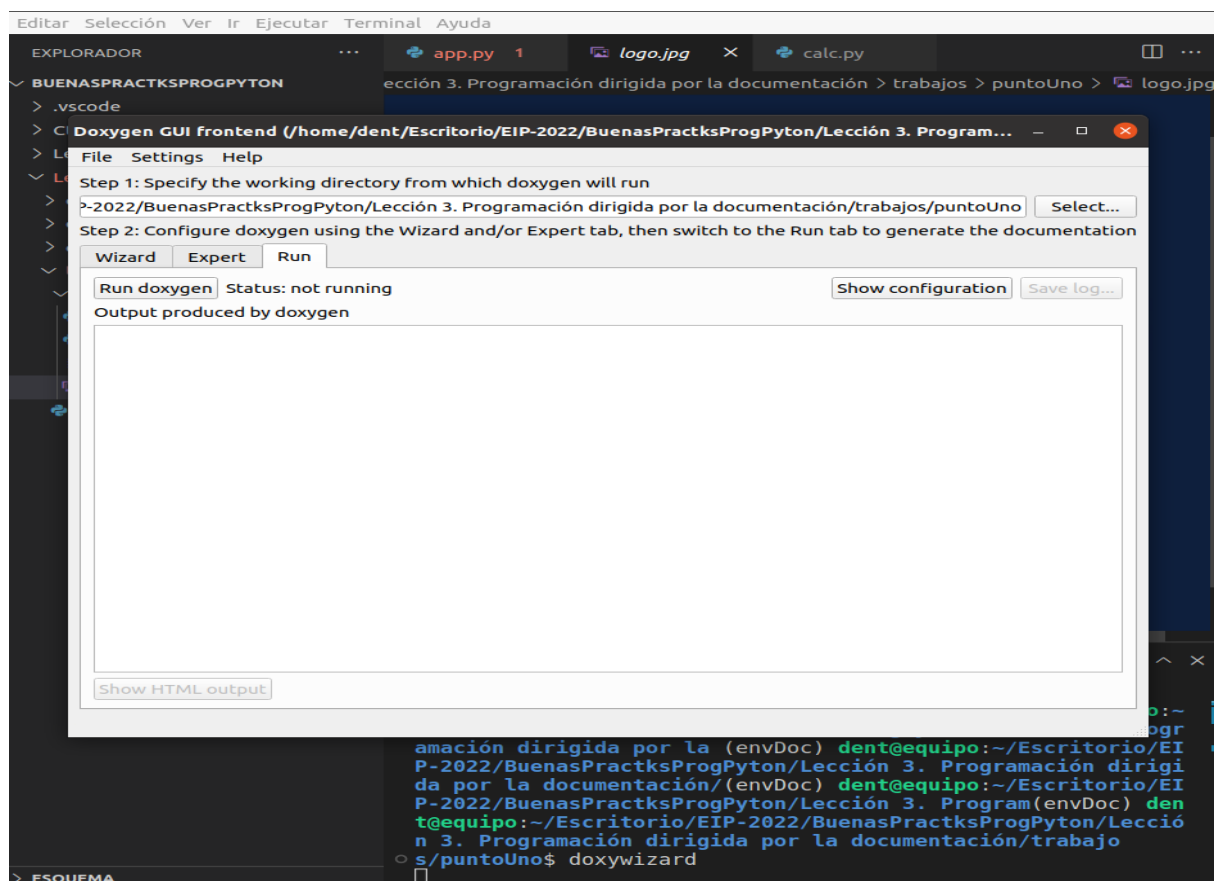 Editar Selección Ver Ir Ejecutar Terminal Ayuda
EXPLORADOR
app.py 1
logo.jpg
calc.py
BUENASPRACTKSPROGPYTON
ección 3. Programación dirigida por la documentación > trabajos > puntoUno > logo.jpg
> .vscode
Doxygen GUI frontend (/home/dent/Escritorio/EIP-2022/BuenasPractksProgPyton/Lección 3. Program...
File Settings Help
Step 1: Specify the working directory from which doxygen will run
P-2022/BuenasPractksProgPyton/Lección 3. Programación dirigida por la documentación/trabajos/puntoUno
Select...
Step 2: Configure doxygen using the Wizard and/or Expert tab, then switch to the Run tab to generate the documentation
Wizard Expert Run
Run doxygen Status: not running
Show configuration Save log...
Output produced by doxygen
Show HTML output
o:~
ogr
amación dirigida por la (envDoc) dent@equipo:~/Escritorio/EI
P-2022/BuenasPractksProgPyton/Lección 3. Programación dirigi
da por la documentación/(envDoc) dent@equipo:~/Escritorio/EI
P-2022/BuenasPractksProgPyton/Lección 3. Program(envDoc) den
t@equipo:~/Escritorio/EIP-2022/BuenasPractksProgPyton/Lecció
n 3. Programación dirigida por la documentación/trabajo
s/puntoUno$ doxywizard
> ESQUEMA